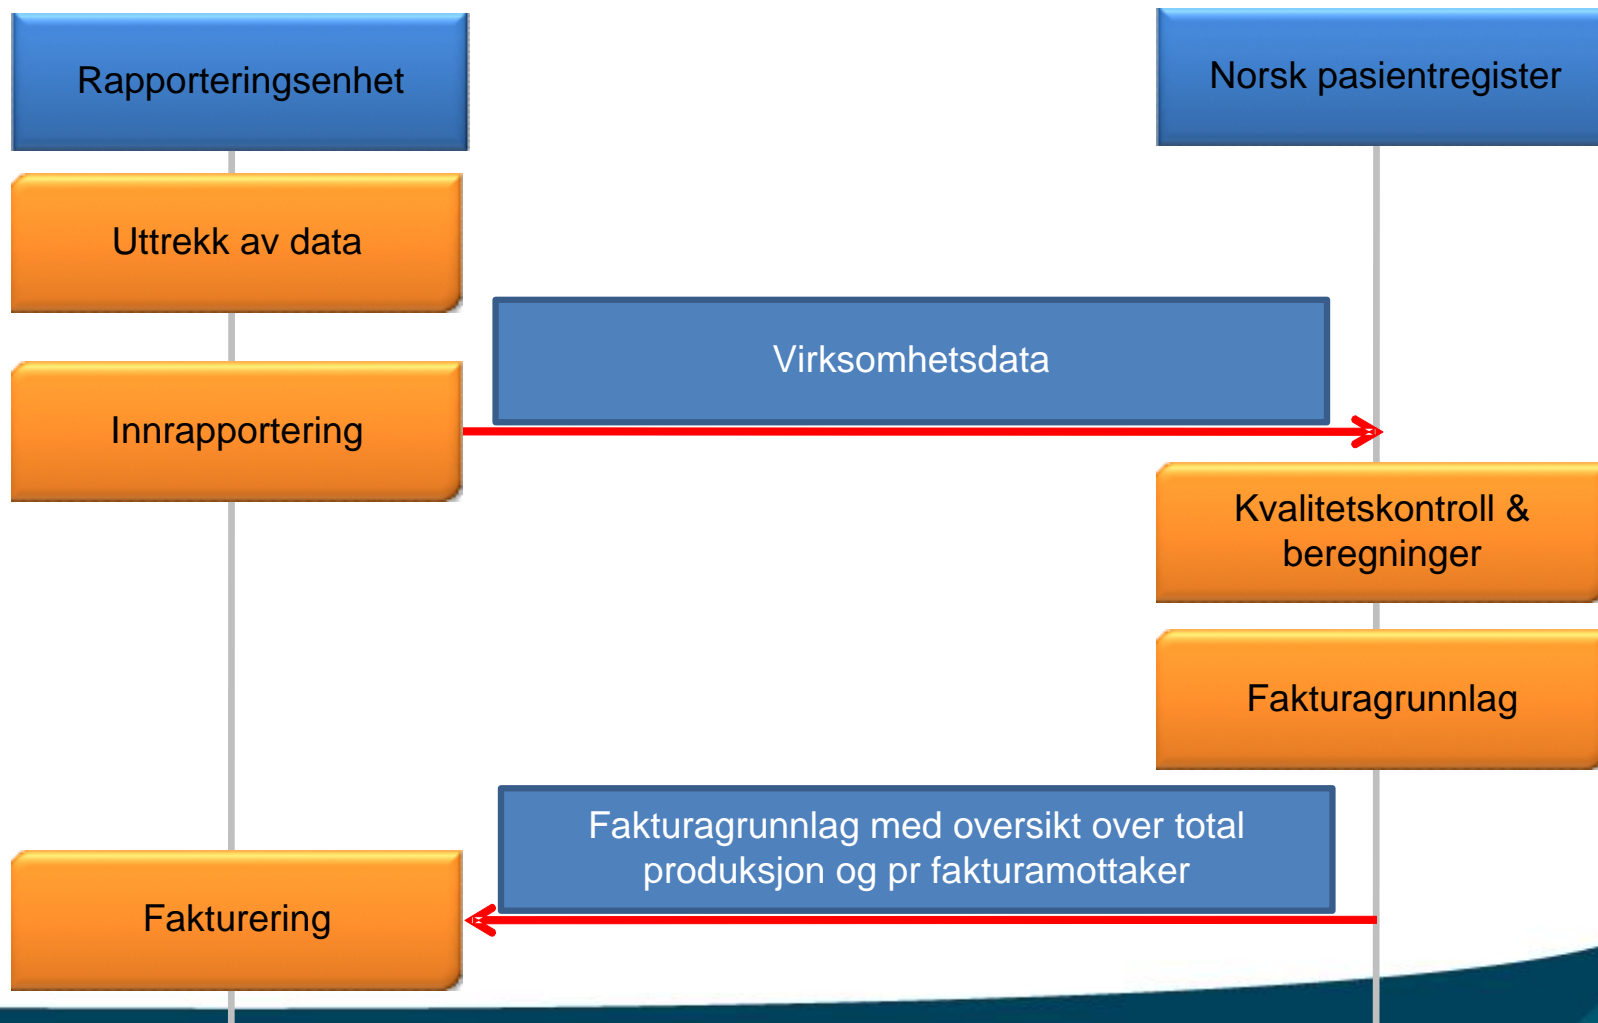 Rapporteringsenhet
Norsk pasientregister
Uttrekk av data
Virksomhetsdata
Innrapportering
Kvalitetskontroll &
beregninger
Fakturagrunnlag
Fakturagrunnlag med oversikt over total
produksjon og pr fakturamottaker
Fakturering